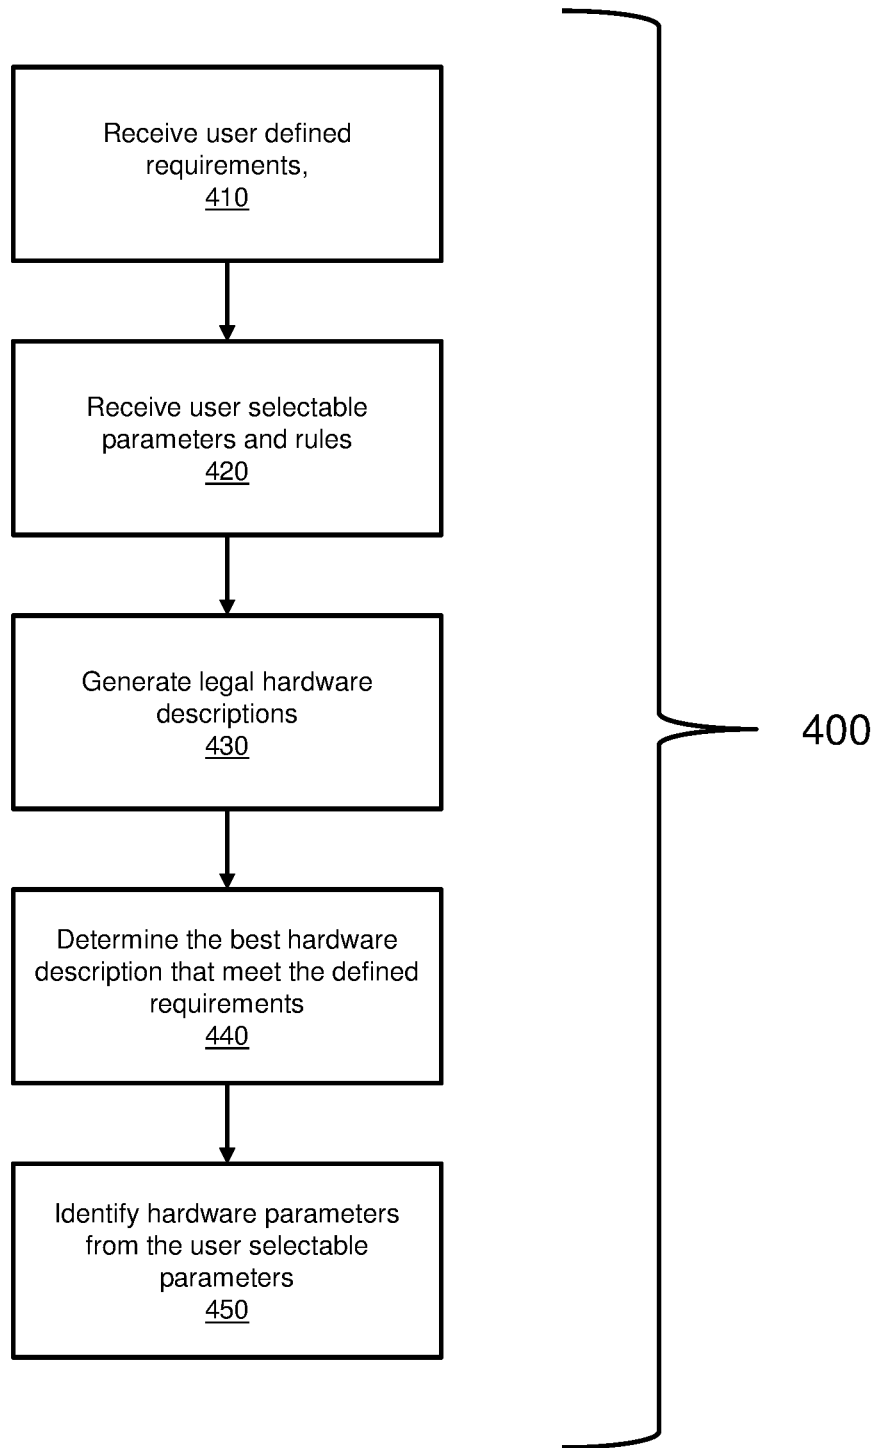 Receive user defined
requirements,
410
Receive user selectable
parameters and rules
420
Generate legal hardware
descriptions
430
400
Determine the best hardware
description that meet the defined
requirements
440
Identify hardware parameters
from the user selectable
parameters
450